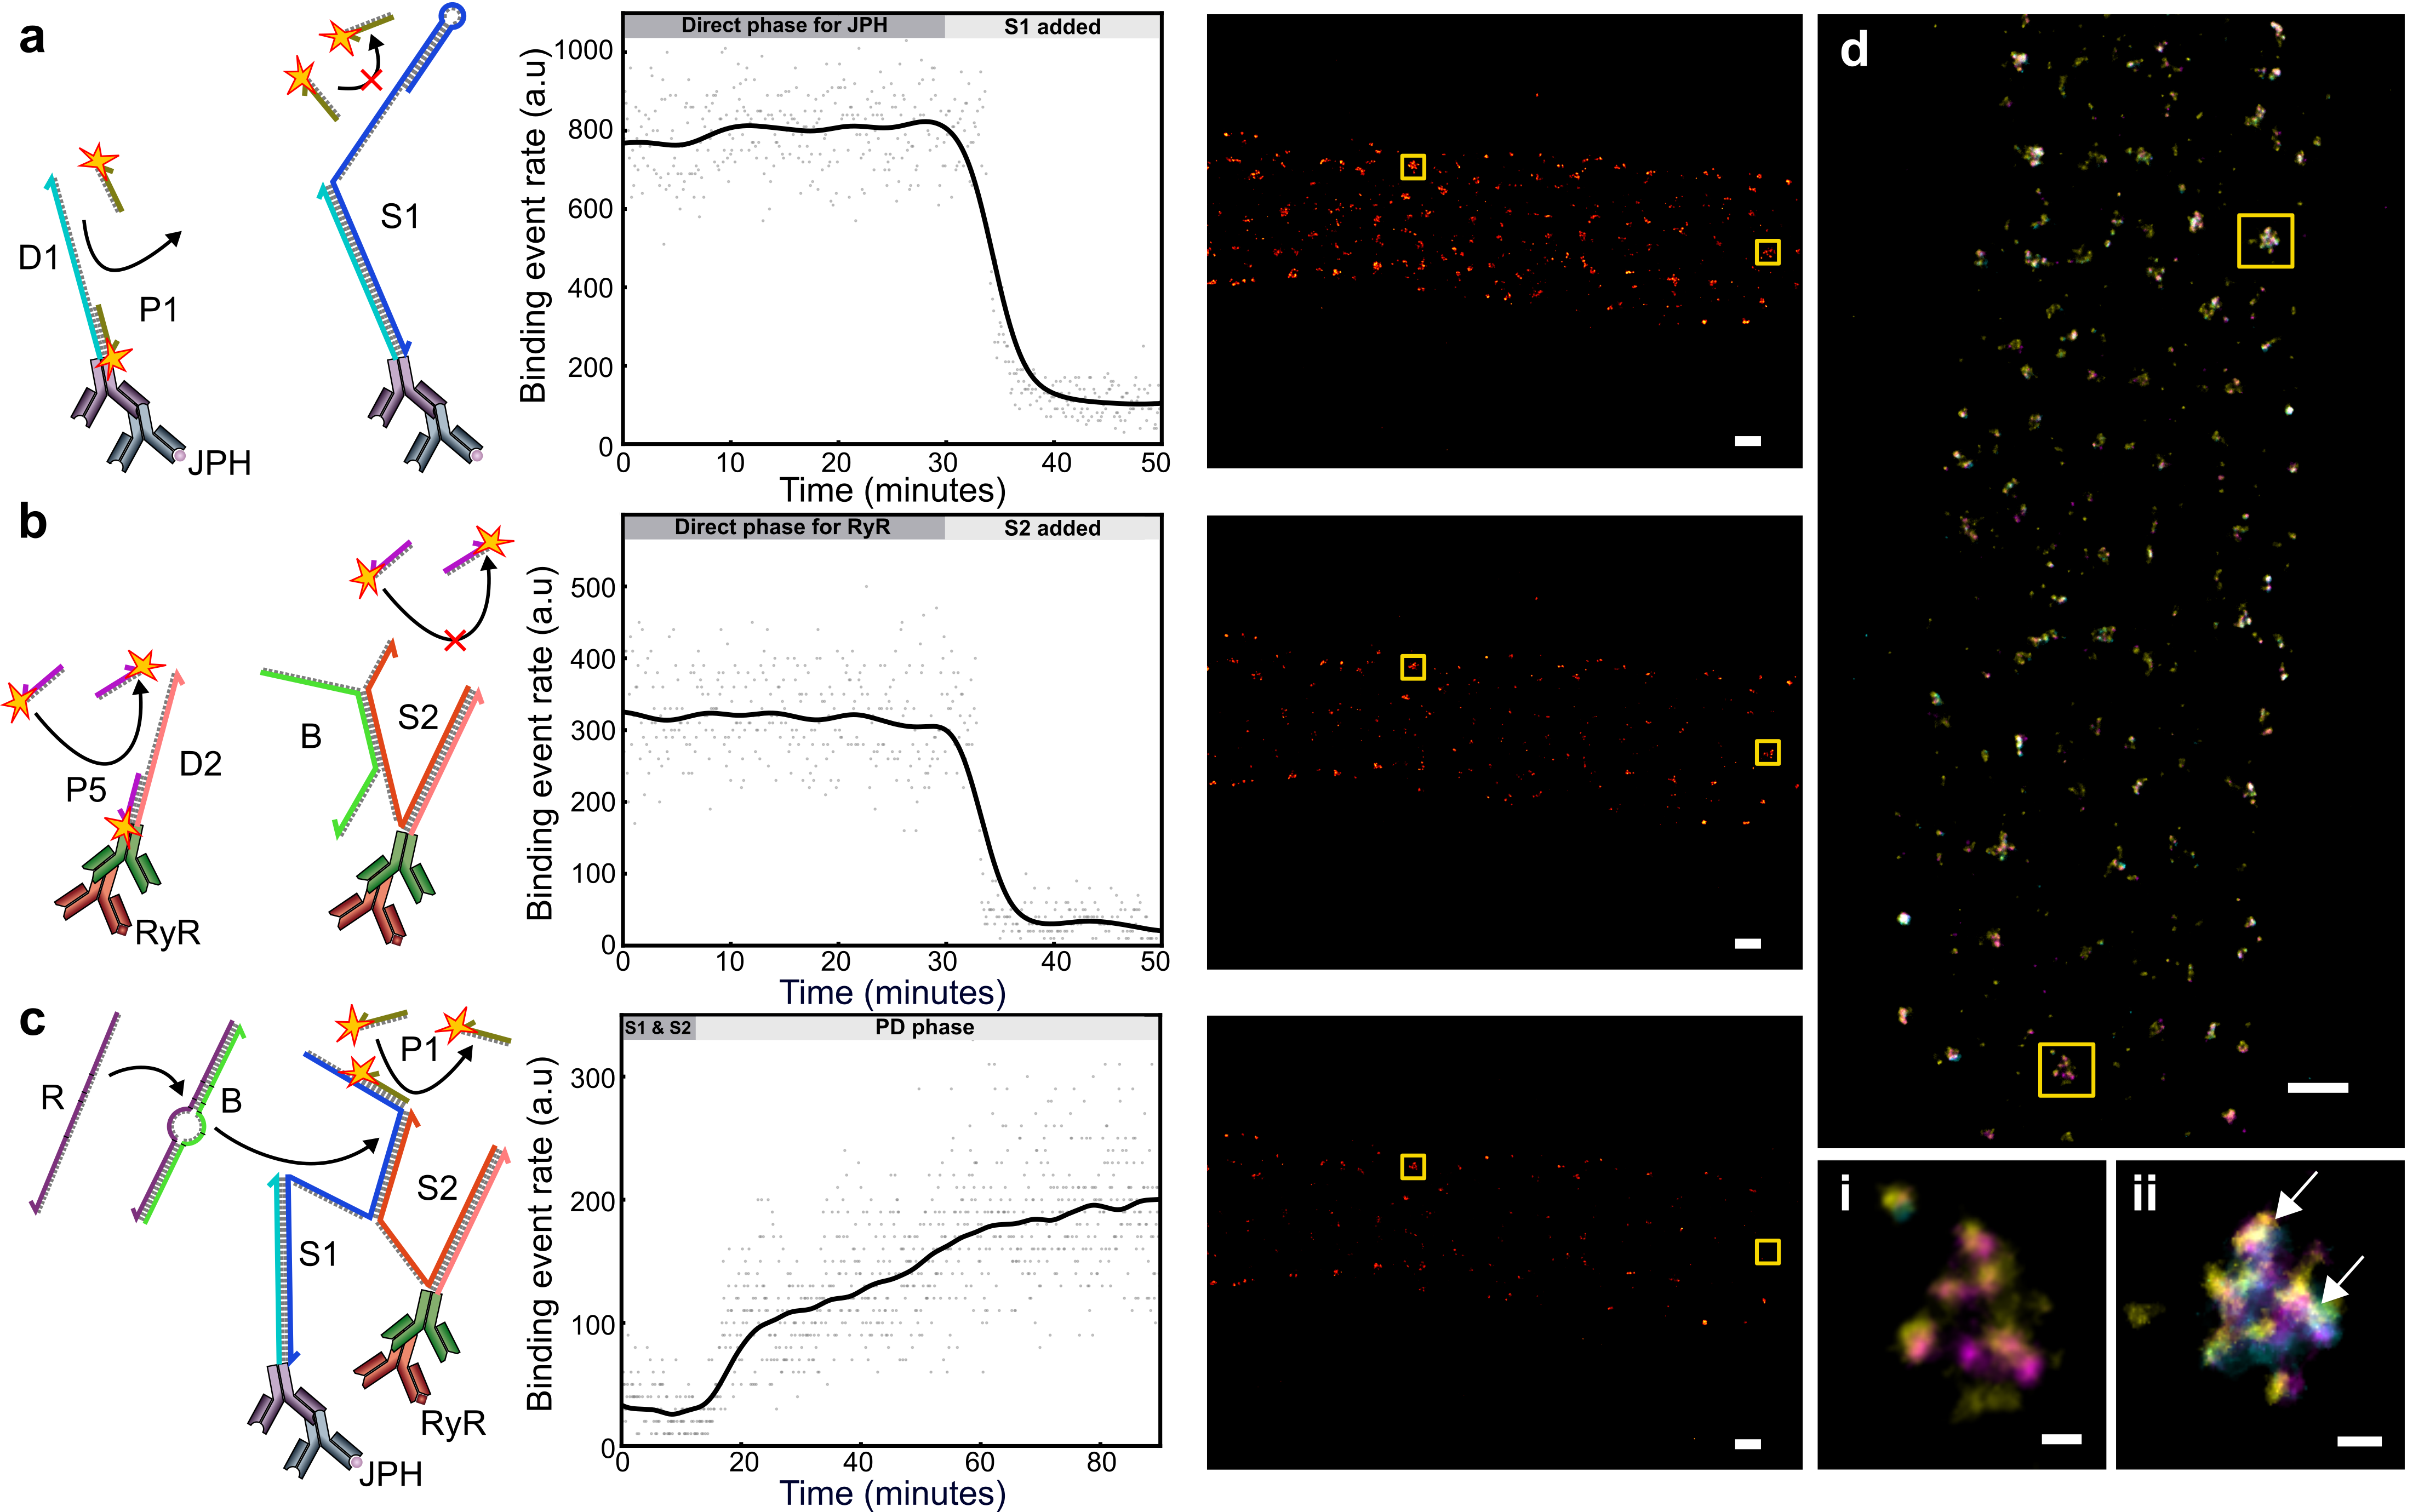 a
D1
P1
JPH
S1
Direct phase for JPH
S1 added
Binding event rate (a.u)
1000
800
600
400
200
0
0 10 20 30 40 50
Time (minutes)
b
P5
D2
RyR
B
S2
Direct phase for RyR
S2 added
Binding event rate (a.u)
500
400
300
200
100
0
0 10 20 30 40 50
Time (minutes)
c
R
B
P1
S2
S1
RyR
JPH
S1 & S2
PD phase
Binding event rate (a.u)
300
200
100
0
0 20 40 60 80
Time (minutes)
d
i
ii